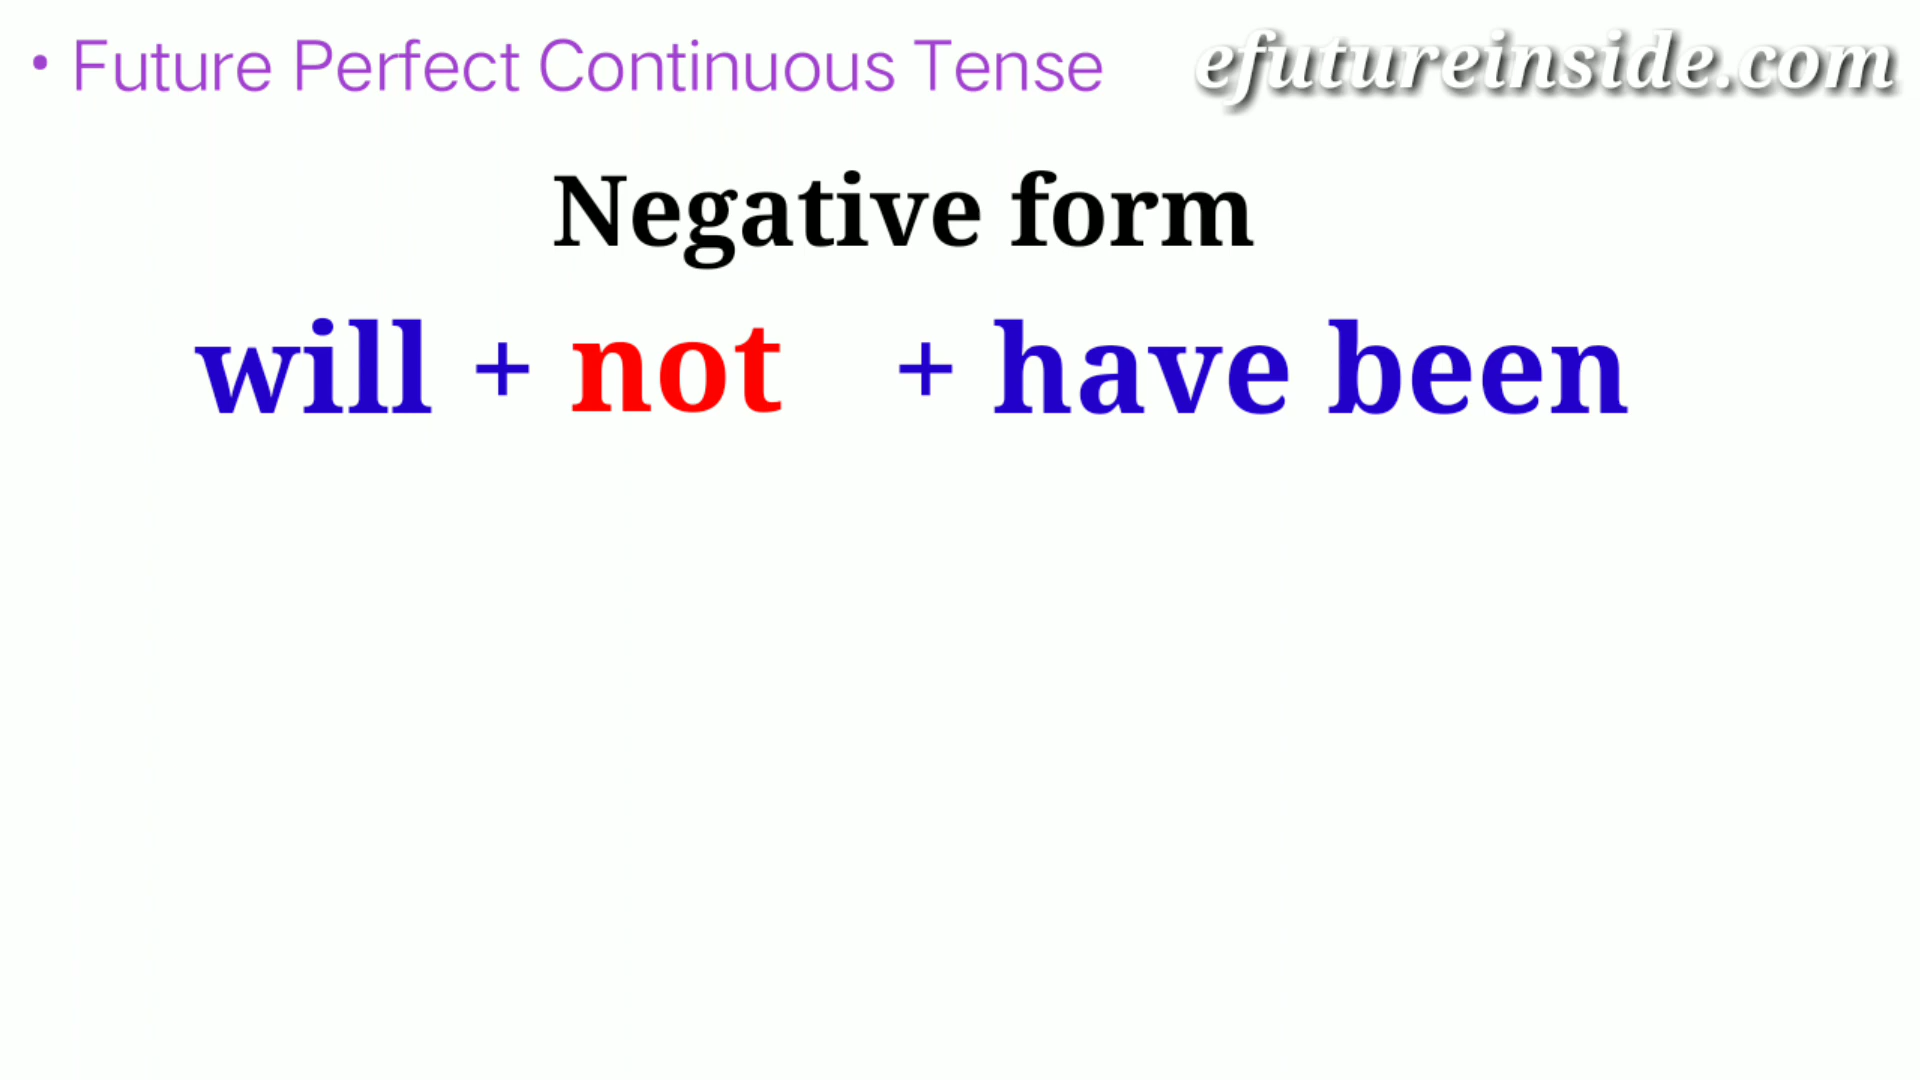 • Future Perfect Continuous Tense efutureinside.com
Negative form
will + not + have been